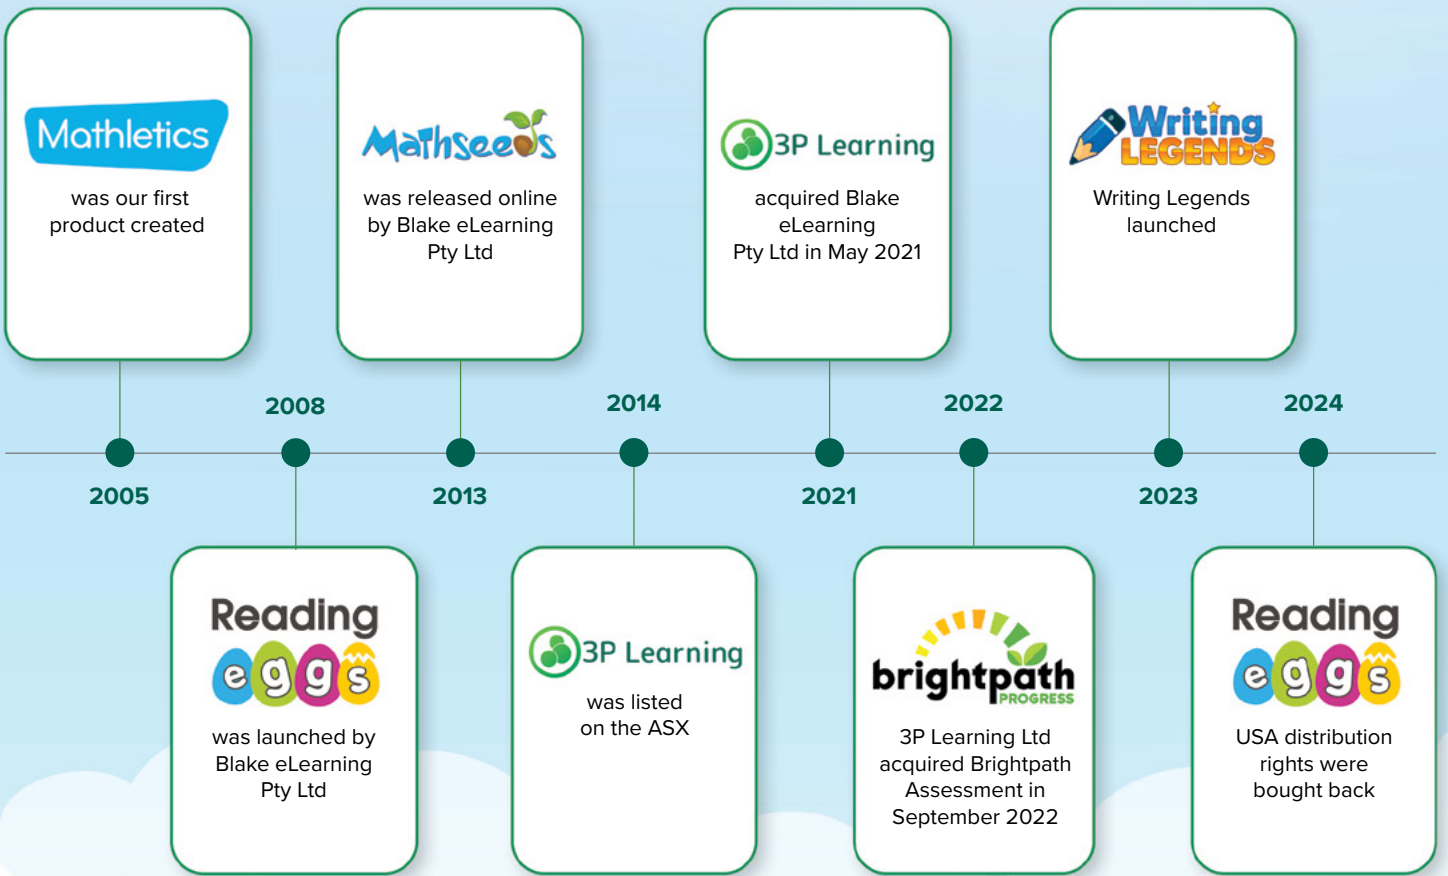 Mathletics
was our first
product created
2005
2008
Reading
eggs
was launched by
Blake eLearning
Pty Ltd
Mathseeds
was released online
by Blake eLearning
Pty Ltd
2013
2014
3P Learning
was listed
on the ASX
3P Learning
acquired Blake
eLearning
Pty Ltd in May 2021
2021
2022
brightpath
PROGRESS
3P Learning Ltd
acquired Brightpath
Assessment in
September 2022
Writing
LEGENDS
Writing Legends
launched
2023
2024
Reading
eggs
USA distribution
rights were
bought back